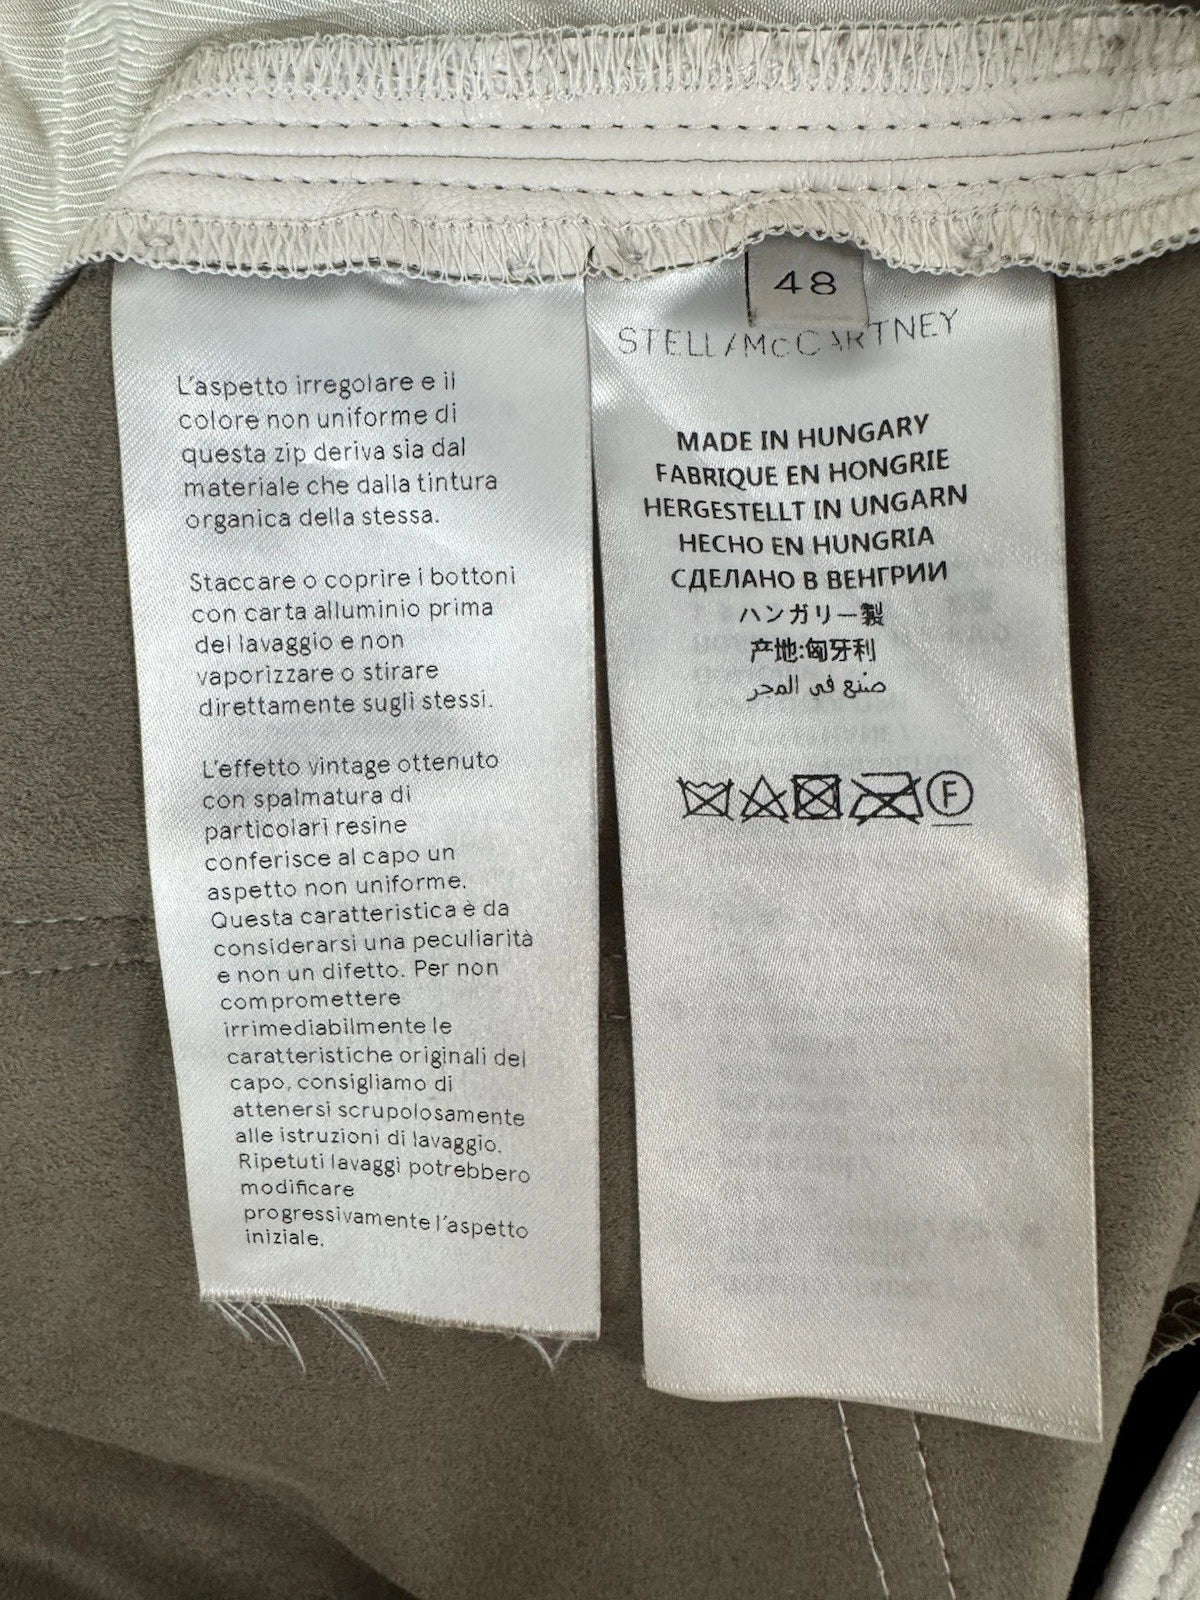 L'aspetto irregolare e il
colore non uniforme di
questa zip deriva sia dal
materiale che dalla tintura
organica della stessa.
Staccare o coprire i bottoni
con carta alluminio prima
del lavaggio e non
vaporizzare o stirare
direttamente sugli stessi.
L'effetto vintage ottenuto
con spalmatura di
particolari resine
conferisce al capo un
aspetto non uniforme.
Questa caratteristica è da
considerarsi una peculiarità
e non un difetto. Per non
compromettere
irrimediabilmente le
caratteristiche originali del
capo, consigliamo di
attenersi scrupolosamente
alle istruzioni di lavaggio.
Ripetuti lavaggi potrebbero
modificare
progressivamente l'aspetto
iniziale.
48
STELLA McCARTNEY
MADE IN HUNGARY
FABRIQUE EN HONGRIE
HERGESTELLT IN UNGARN
HECHO EN HUNGRIA
СДЕЛАНО В ВЕНГРИИ
ハンガリー製
产地:匈牙利
صنع في المجر
F